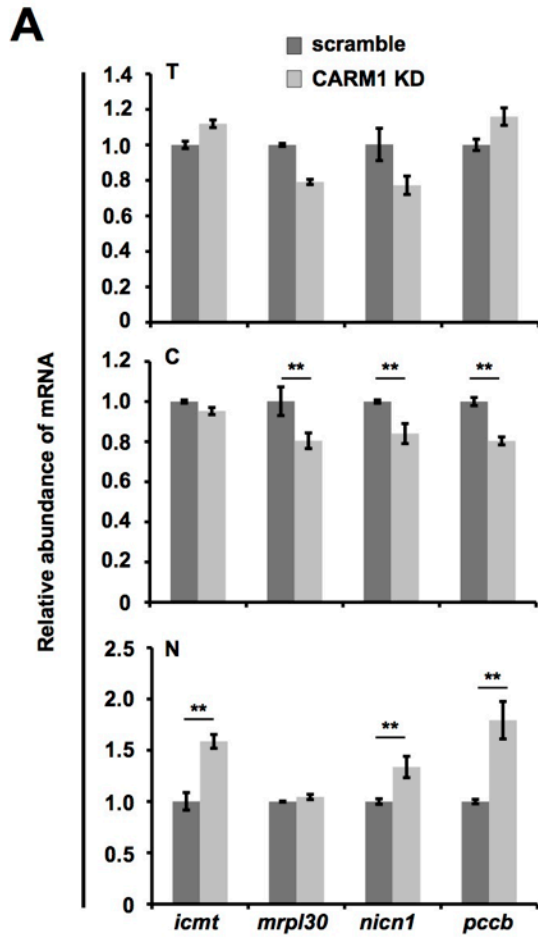 A
scramble
CARM1 KD
Relative abundance of mRNA
T
1.4
1.2
1.0
0.8
0.6
0.4
0.2
0
C
1.2
** ** **
1.0
0.8
0.6
0.4
0.2
0
N
2.5
2.0
1.5
1.0
0.5
0
** ** **
icmt mrpl30 nicn1 pccb